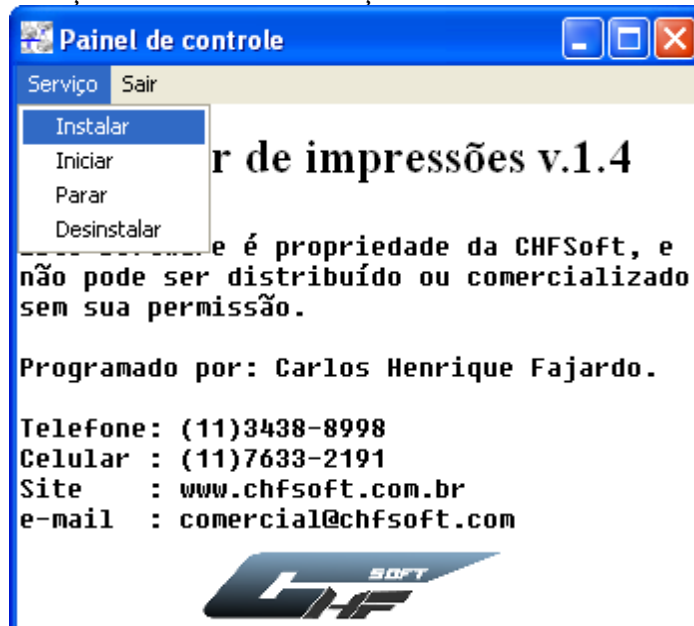 Painel de controle
Serviço Sair
Instalar
Iniciar
Parar
Desinstalar
r de impressões v.1.4
e é propriedade da CHFSoft, e
não pode ser distribuído ou comercializado
sem sua permissão.
Programado por: Carlos Henrique Fajardo.
Telefone: (11)3438-8998
Celular : (11)7633-2191
Site : www.chfsoft.com.br
e-mail : comercial@chfsoft.com
SOFT
CHF